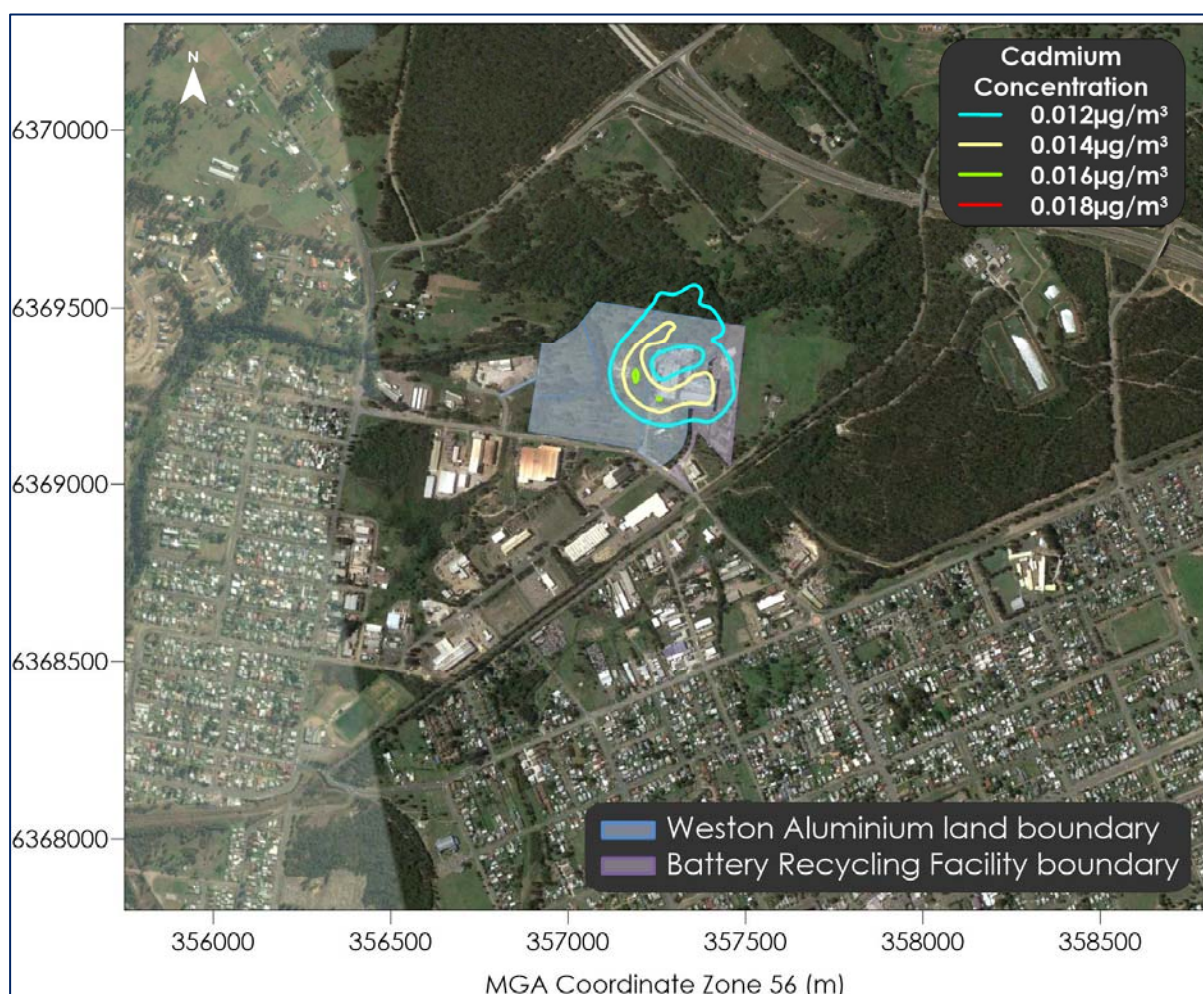 N
Cadmium
Concentration
0.012µg/m³
0.014µg/m³
0.016µg/m³
0.018µg/m³
6370000
6369500
6369000
6368500
6368000
Weston Aluminium land boundary
Battery Recycling Facility boundary
356000 356500 357000 357500 358000 358500
MGA Coordinate Zone 56 (m)